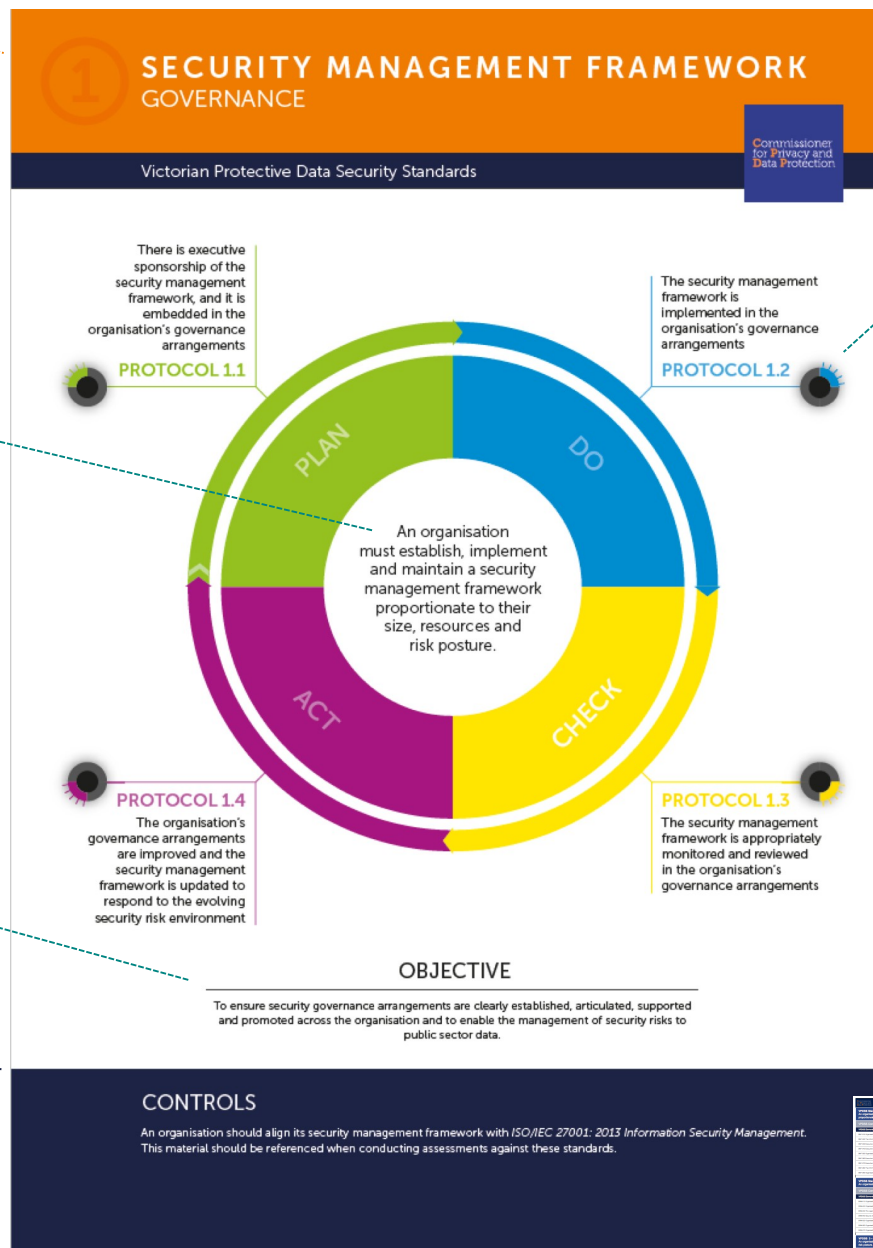 1
SECURITY MANAGEMENT FRAMEWORK
GOVERNANCE
Commissioner
for Privacy and
Data Protection
Victorian Protective Data Security Standards
There is executive
sponsorship of the
security management
framework, and it is
embedded in the
organisation's governance
arrangements
PROTOCOL 1.1
The security management
framework is
implemented in the
organisation's governance
arrangements
PROTOCOL 1.2
PLAN
DO
An organisation
must establish, implement
and maintain a security
management framework
proportionate to their
size, resources and
risk posture.
ACT
CHECK
PROTOCOL 1.4
The organisation's
governance arrangements
are improved and the
security management
framework is updated to
respond to the evolving
security risk environment
PROTOCOL 1.3
The security management
framework is appropriately
monitored and reviewed
in the organisation's
governance arrangements
OBJECTIVE
To ensure security governance arrangements are clearly established, articulated, supported
and promoted across the organisation and to enable the management of security risks to
public sector data.
CONTROLS
An organisation should align its security management framework with ISO/IEC 27001: 2013 Information Security Management.
This material should be referenced when conducting assessments against these standards.